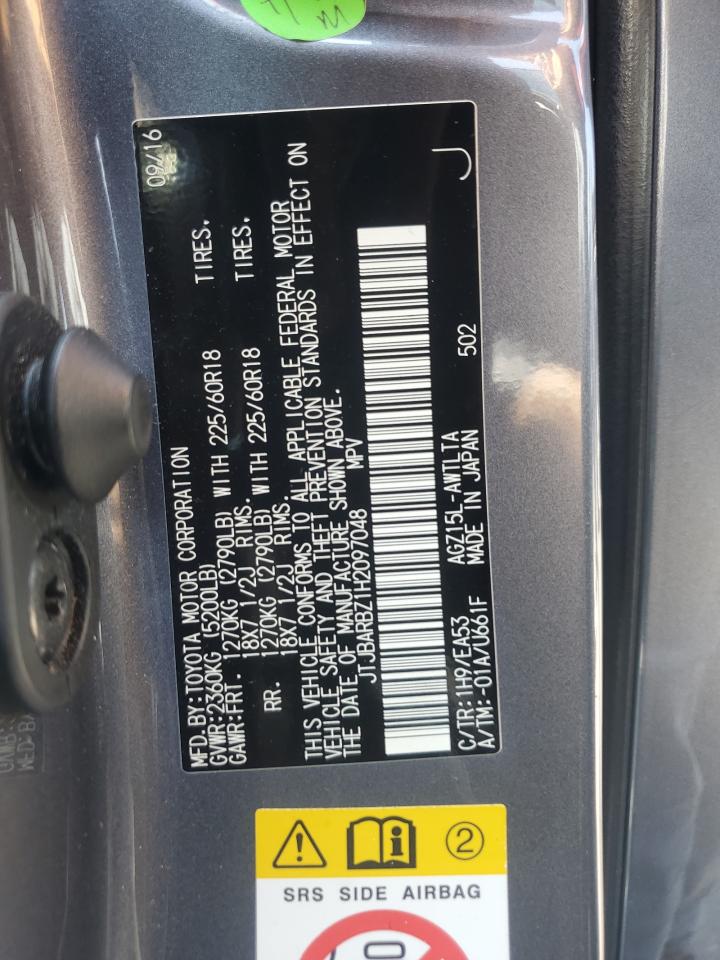 MFD.BY:TOYOTA MOTOR CORPORATION 09/16
GVWR:2360KG (5200LB)
GAWR:FRT. 1270KG (2790LB) WITH 225/60R18 TIRES.
18X7 1/2J RIMS.
RR. 1270KG (2790LB) WITH 225/60R18 TIRES.
18X7 1/2J RIMS.
THIS VEHICLE CONFORMS TO ALL APPLICABLE FEDERAL MOTOR
VEHICLE SAFETY AND THEFT PREVENTION STANDARDS IN EFFECT ON
THE DATE OF MANUFACTURE SHOWN ABOVE.
JTJBARBZ1H2097048 MPV
J
C/TR:1H9/EA53 AGZ15L-AWTLTA
A/TM:-01A/U661F MADE IN JAPAN 502
2
SRS SIDE AIRBAG